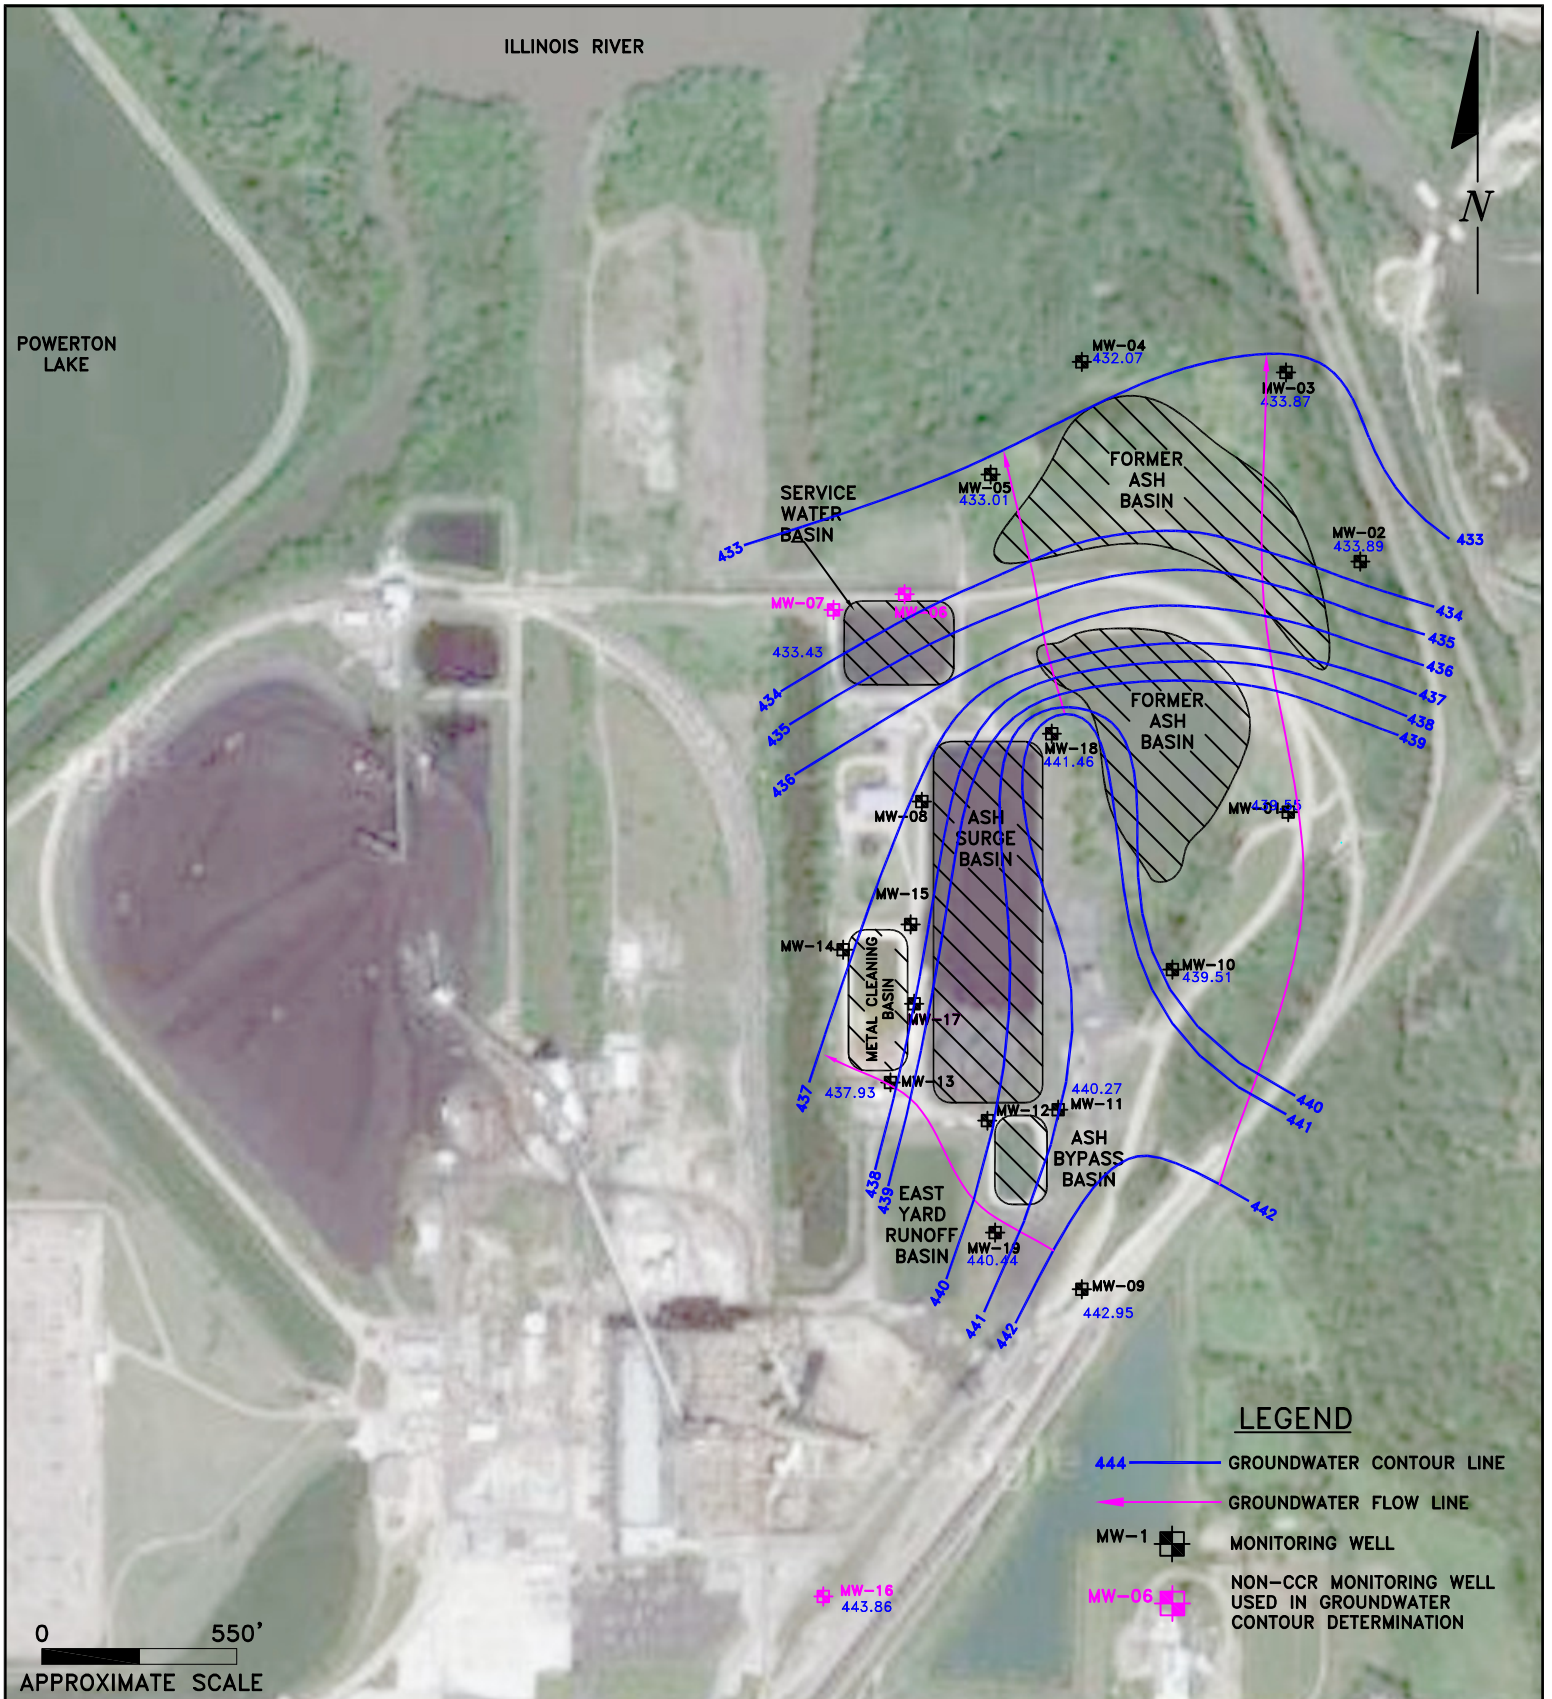 ILLINOIS RIVER
N
POWERTON
LAKE
MW-04
432.07
MW-03
433.87
FORMER
ASH
BASIN
MW-05
433.01
SERVICE
WATER
BASIN
433
MW-02
433.89
433
MW-07
MW-06
434
435
433.43
436
434
437
435
438
439
436
FORMER
ASH
BASIN
MW-18
441.46
MW-01
439.55
MW-08
ASH
SURGE
BASIN
MW-15
MW-14
METAL CLEANING
BASIN
MW-10
439.51
MW-17
MW-13
437.93
437
440.27
MW-11
MW-12
440
441
ASH
BYPASS
BASIN
438
439
EAST
YARD
RUNOFF
BASIN
442
MW-19
440.44
440
441
442
MW-09
442.95
LEGEND
444 GROUNDWATER CONTOUR LINE
GROUNDWATER FLOW LINE
MW-1 MONITORING WELL
MW-06 NON-CCR MONITORING WELL
USED IN GROUNDWATER
CONTOUR DETERMINATION
MW-16
443.86
0 550'
APPROXIMATE SCALE